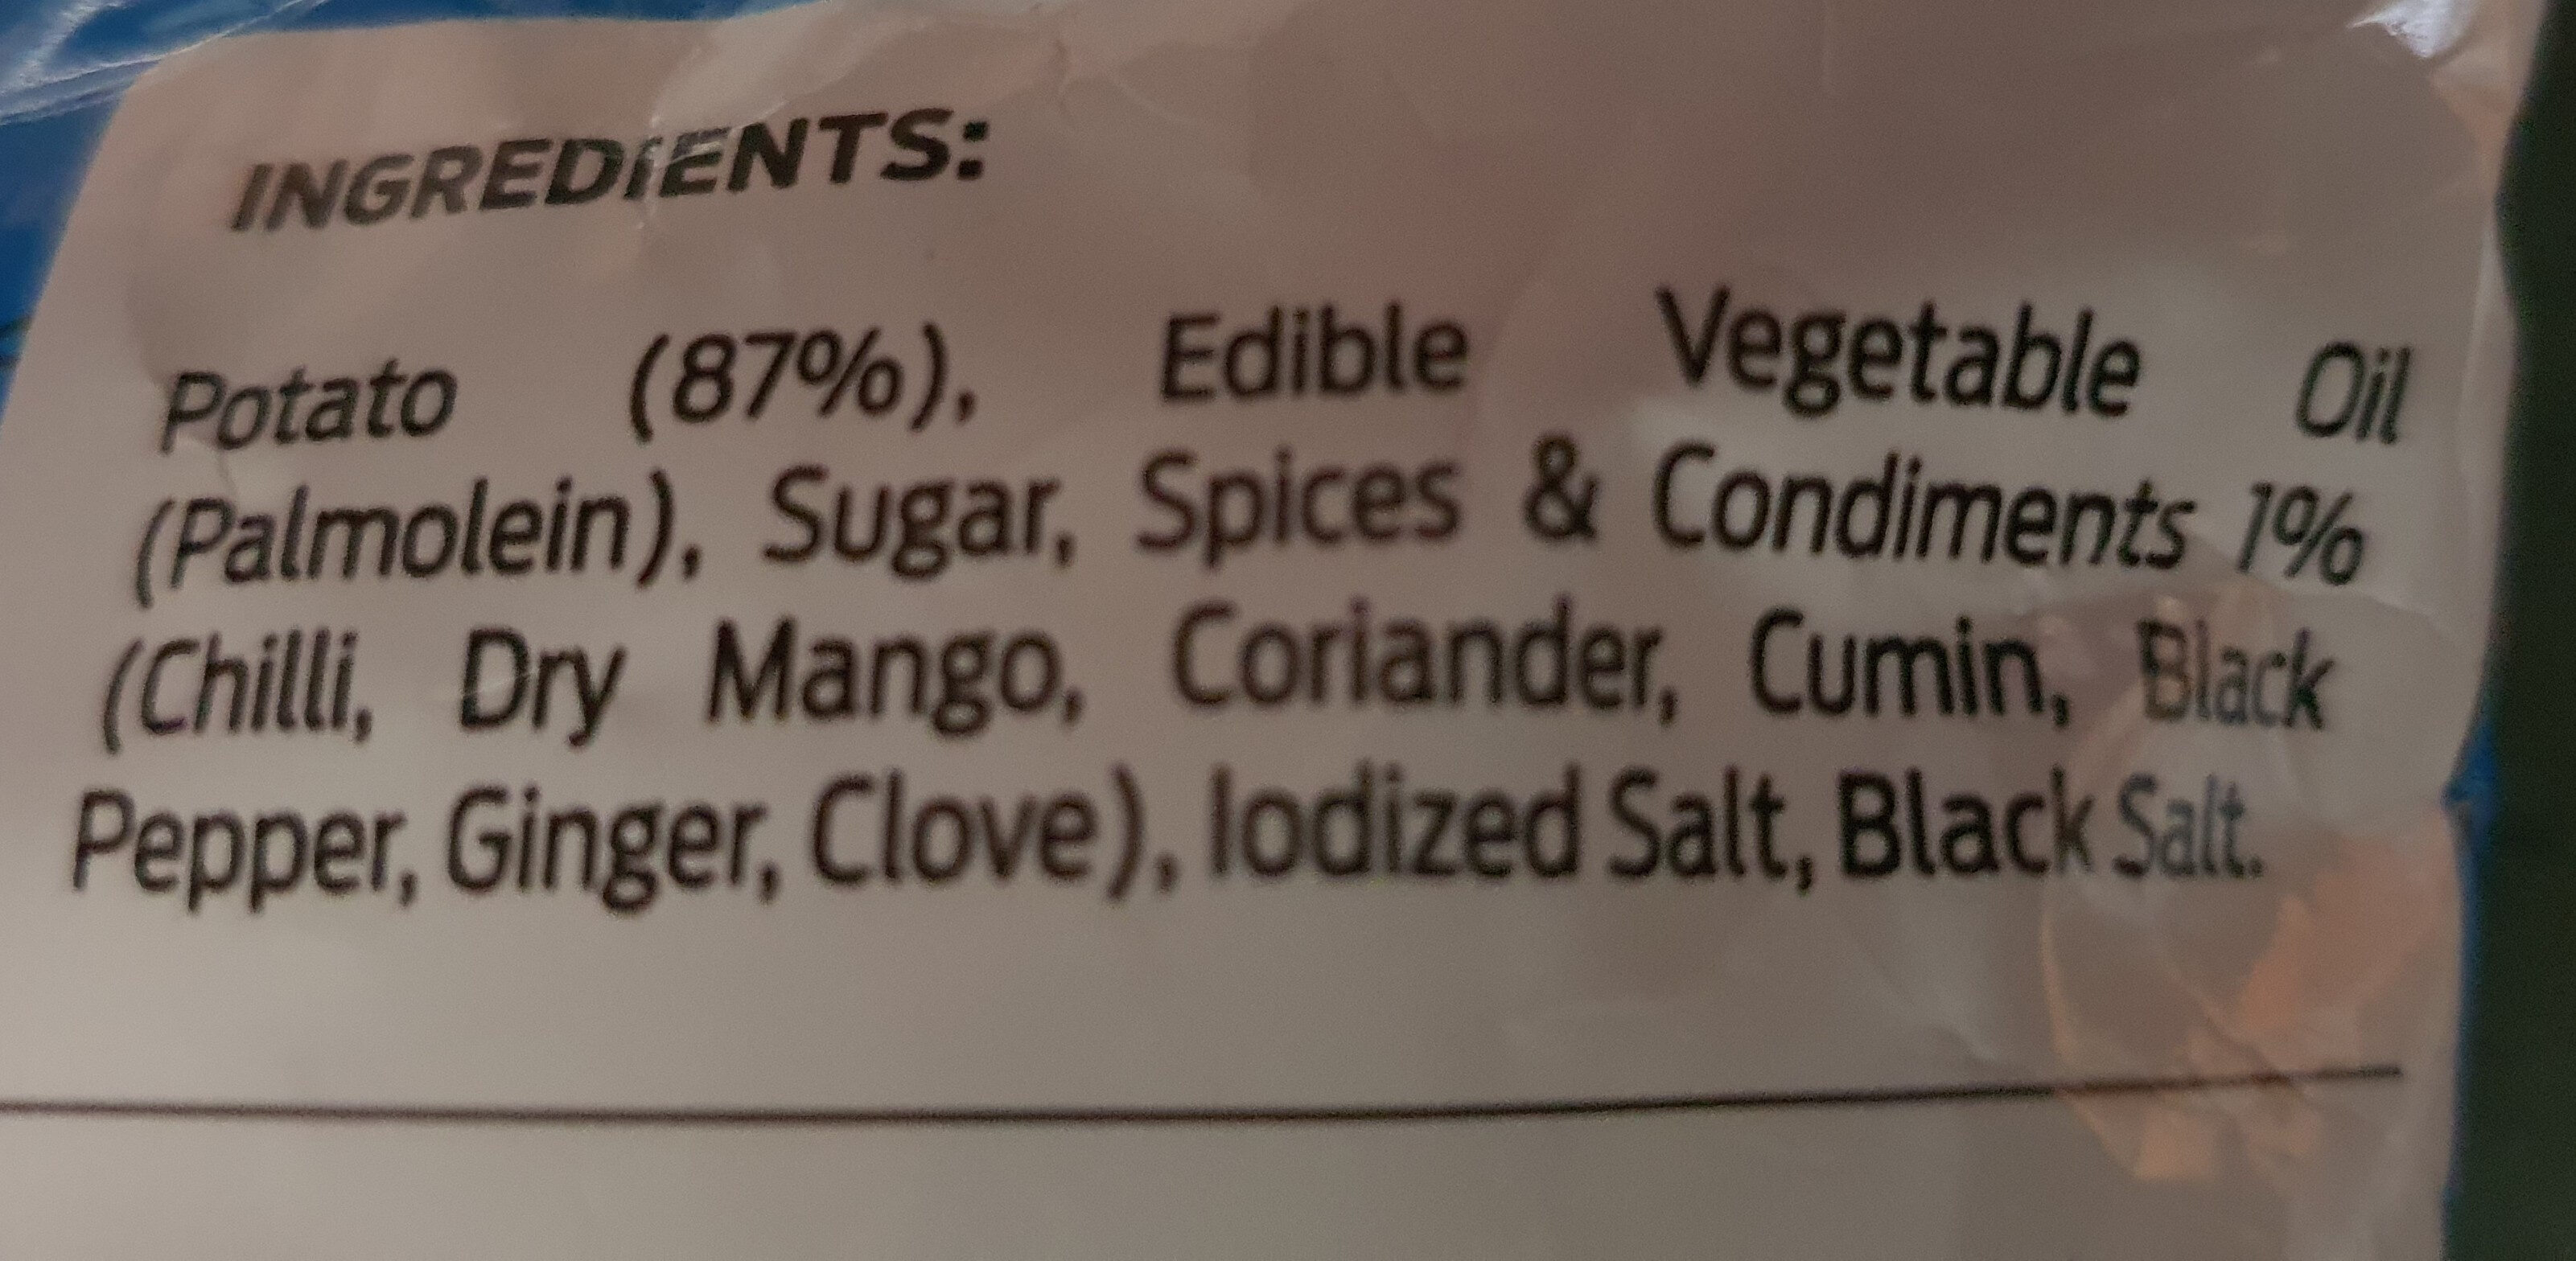 INGREDIENTS:
Potato (87%), Edible Vegetable Oil
(Palmolein), Sugar, Spices & Condiments 1%
(Chilli, Dry Mango, Coriander, Cumin, Black
Pepper, Ginger, Clove), Iodized Salt, Black Salt.